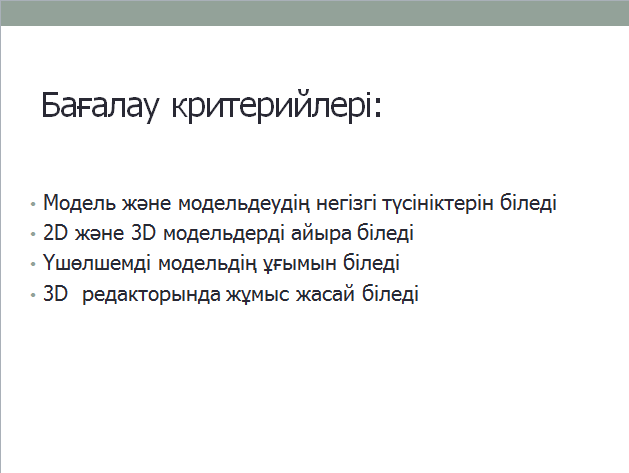 Бағалау критерийлері:
Модель және модельдеудің негізгі түсініктерін біледі
2D және 3D модельдерді айыра біледі
Үшөлшемді модельдің ұғымын біледі
3D  редакторында жұмыс жасай біледі